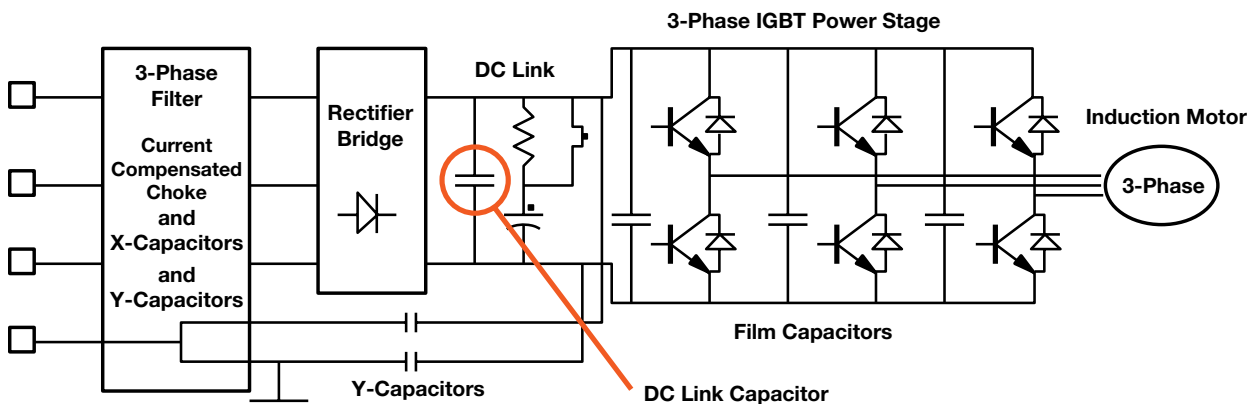 3-Phase IGBT Power Stage
3-Phase
Filter
Current
Compensated
Choke
and
X-Capacitors
and
Y-Capacitors
Rectifier
Bridge
DC Link
Induction Motor
3-Phase
Film Capacitors
Y-Capacitors
DC Link Capacitor